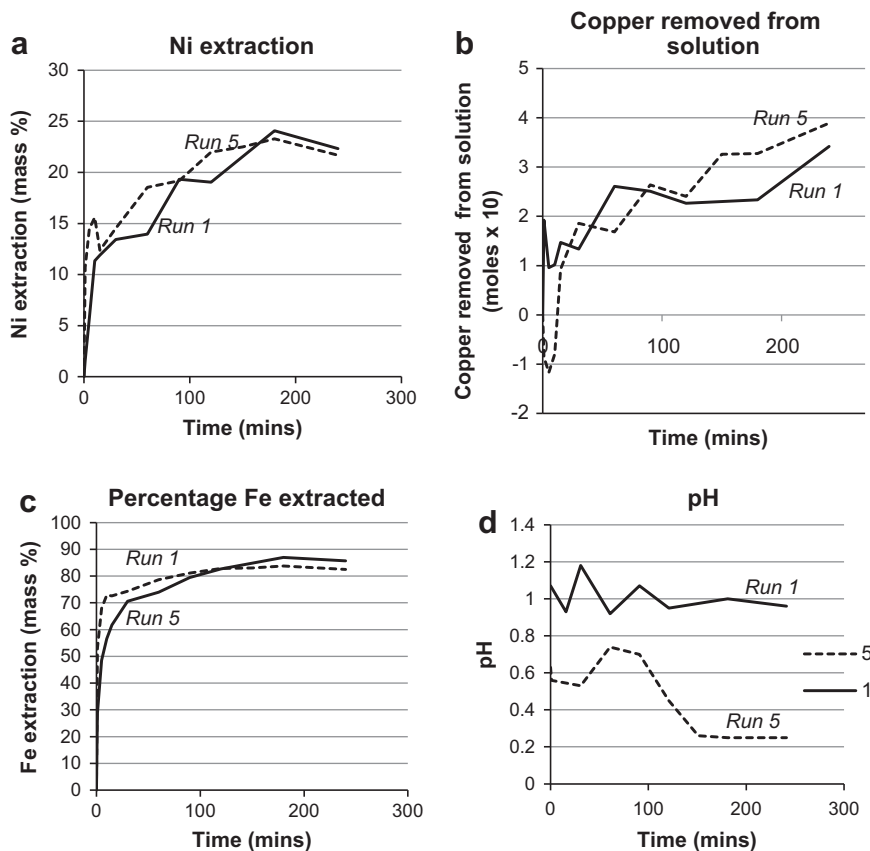 a
Ni extraction
30
25
20
15
10
5
0
0 100 200 300
Ni extraction (mass %)
Time (mins)
Run 5
Run 1
b
Copper removed from
solution
5
4
3
2
1
0
-1
-2
0 100 200
Copper removed from solution
(moles x 10)
Time (mins)
Run 5
Run 1
c
Percentage Fe extracted
100
90
80
70
60
50
40
30
20
10
0
0 100 200 300
Fe extraction (mass %)
Time (mins)
Run 1
Run 5
d
pH
1.4
1.2
1
0.8
0.6
0.4
0.2
0
0 100 200 300
pH
Time (mins)
Run 1
Run 5
5
1